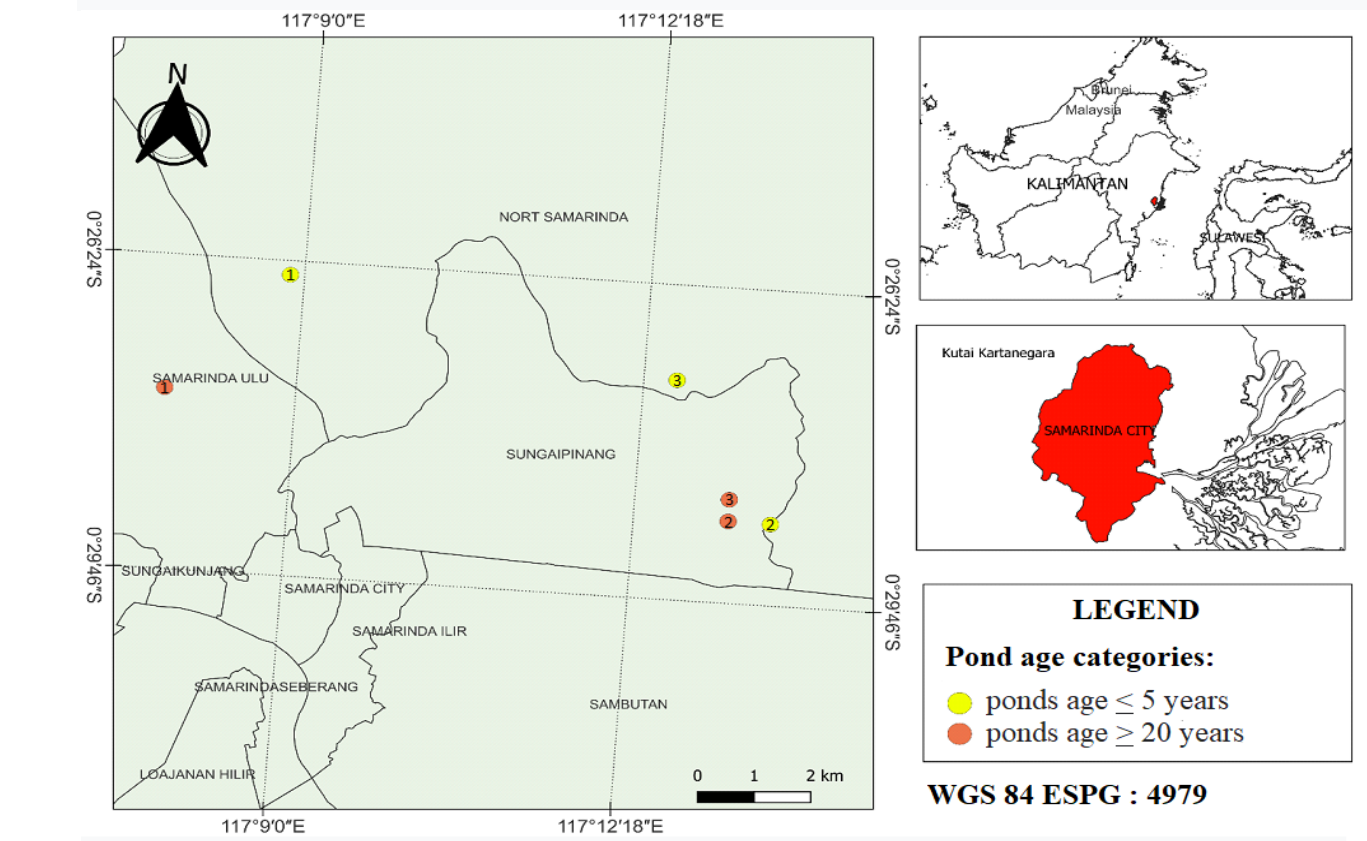 117°9′0″E
117°12′18″E
N
NORT SAMARINDA
0°26′24″S
0°26′24″S
1
SAMARINDA ULU
1
3
SUNGAIPINANG
3
2
2
0°29′46″S
0°29′46″S
SUNGAIKUNJANG
SAMARINDA CITY
SAMARINDA ILIR
SAMARINDASEBERANG
SAMBUTAN
LOAJANAN HILIR
0 1 2 km
117°9′0″E
117°12′18″E
Brunei
Malaysia
KALIMANTAN
SULAWESI
Kutai Kartanegara
SAMARINDA CITY
LEGEND
Pond age categories:
ponds age ≤ 5 years
ponds age ≥ 20 years
WGS 84 ESPG : 4979